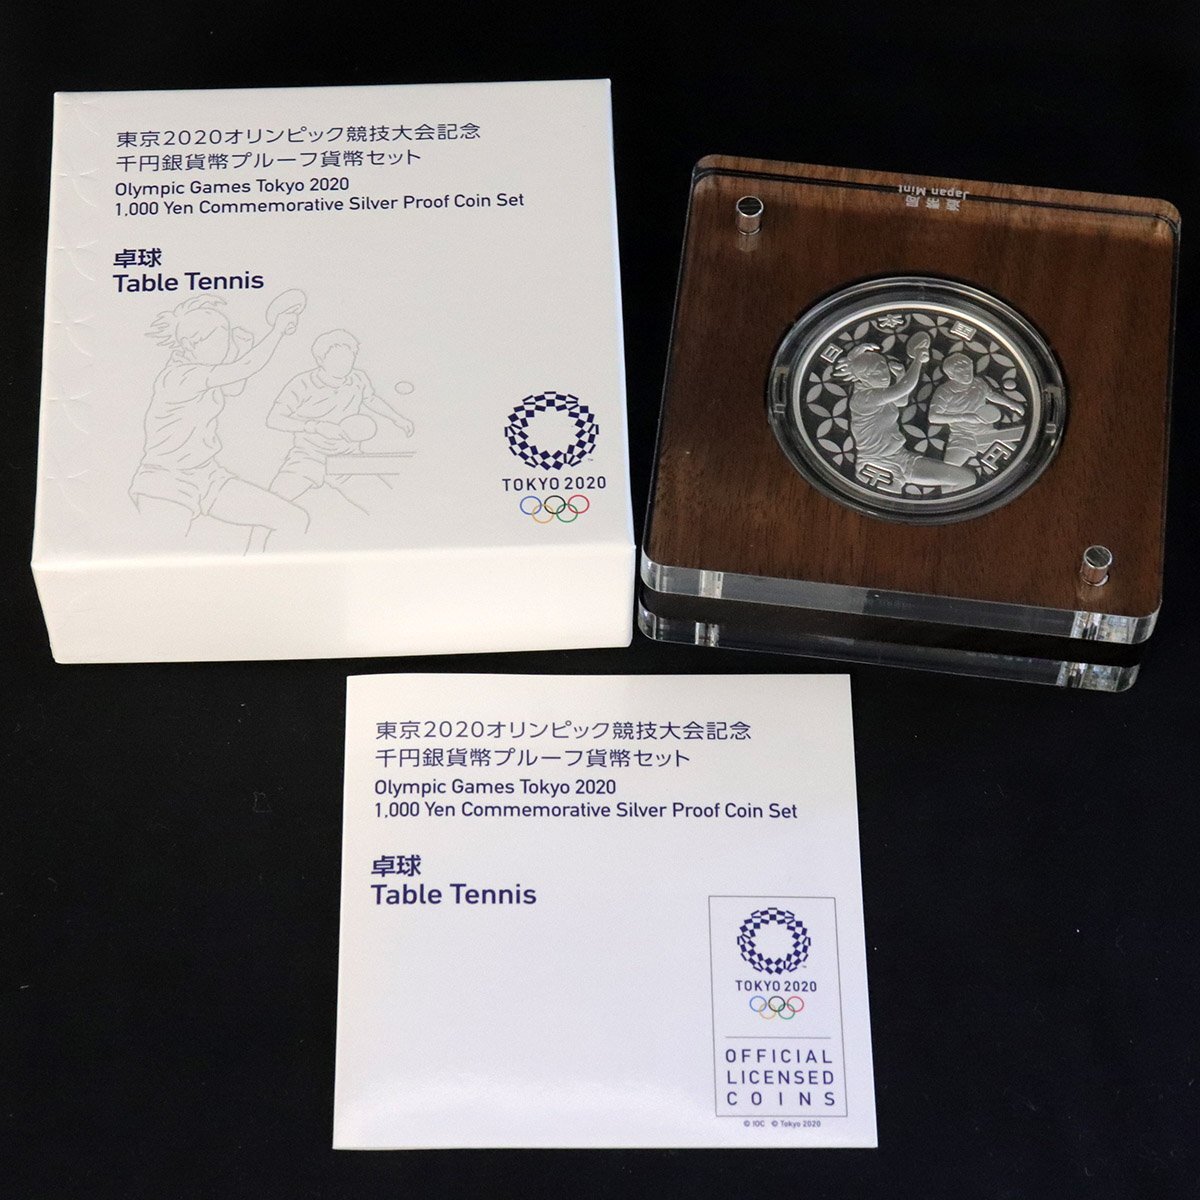 東京2020オリンピック競技大会記念
千円銀貨幣プルーフ貨幣セット
Olympic Games Tokyo 2020
1,000 Yen Commemorative Silver Proof Coin Set
卓球
Table Tennis
TOKYO 2020
造幣局
Japan Mint
日本国
千円
東京2020オリンピック競技大会記念
千円銀貨幣プルーフ貨幣セット
Olympic Games Tokyo 2020
1,000 Yen Commemorative Silver Proof Coin Set
卓球
Table Tennis
TOKYO 2020
OFFICIAL
LICENSED
COINS
© IOC © Tokyo 2020